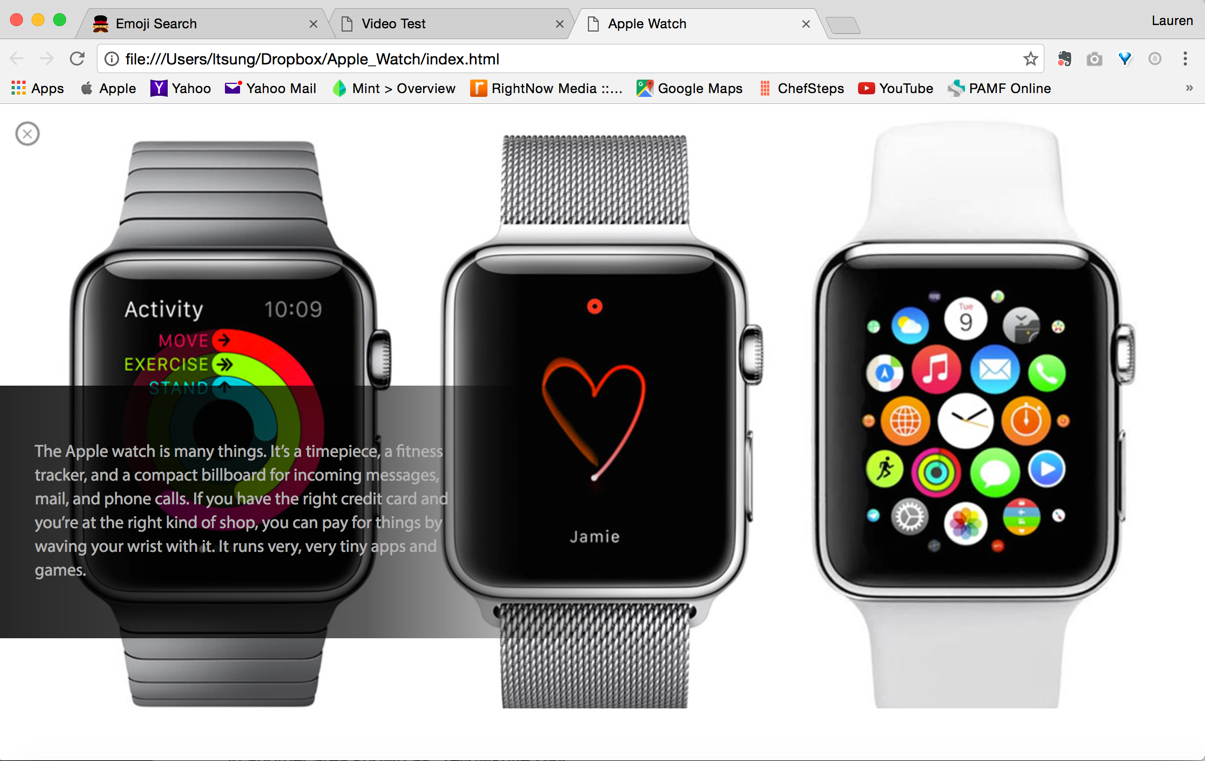 Emoji Search
Video Test
Apple Watch
Lauren
file:///Users/ltsung/Dropbox/Apple_Watch/index.html
Apps
Apple
Yahoo
Yahoo Mail
Mint > Overview
RightNow Media ::...
Google Maps
ChefSteps
YouTube
PAMF Online
»
Activity 10:09
MOVE
EXERCISE
STAND
The Apple watch is many things. It’s a timepiece, a fitness
tracker, and a compact billboard for incoming messages,
mail, and phone calls. If you have the right credit card and
you’re at the right kind of shop, you can pay for things by
waving your wrist with it. It runs very, very tiny apps and
games.
Jamie
Tue
9